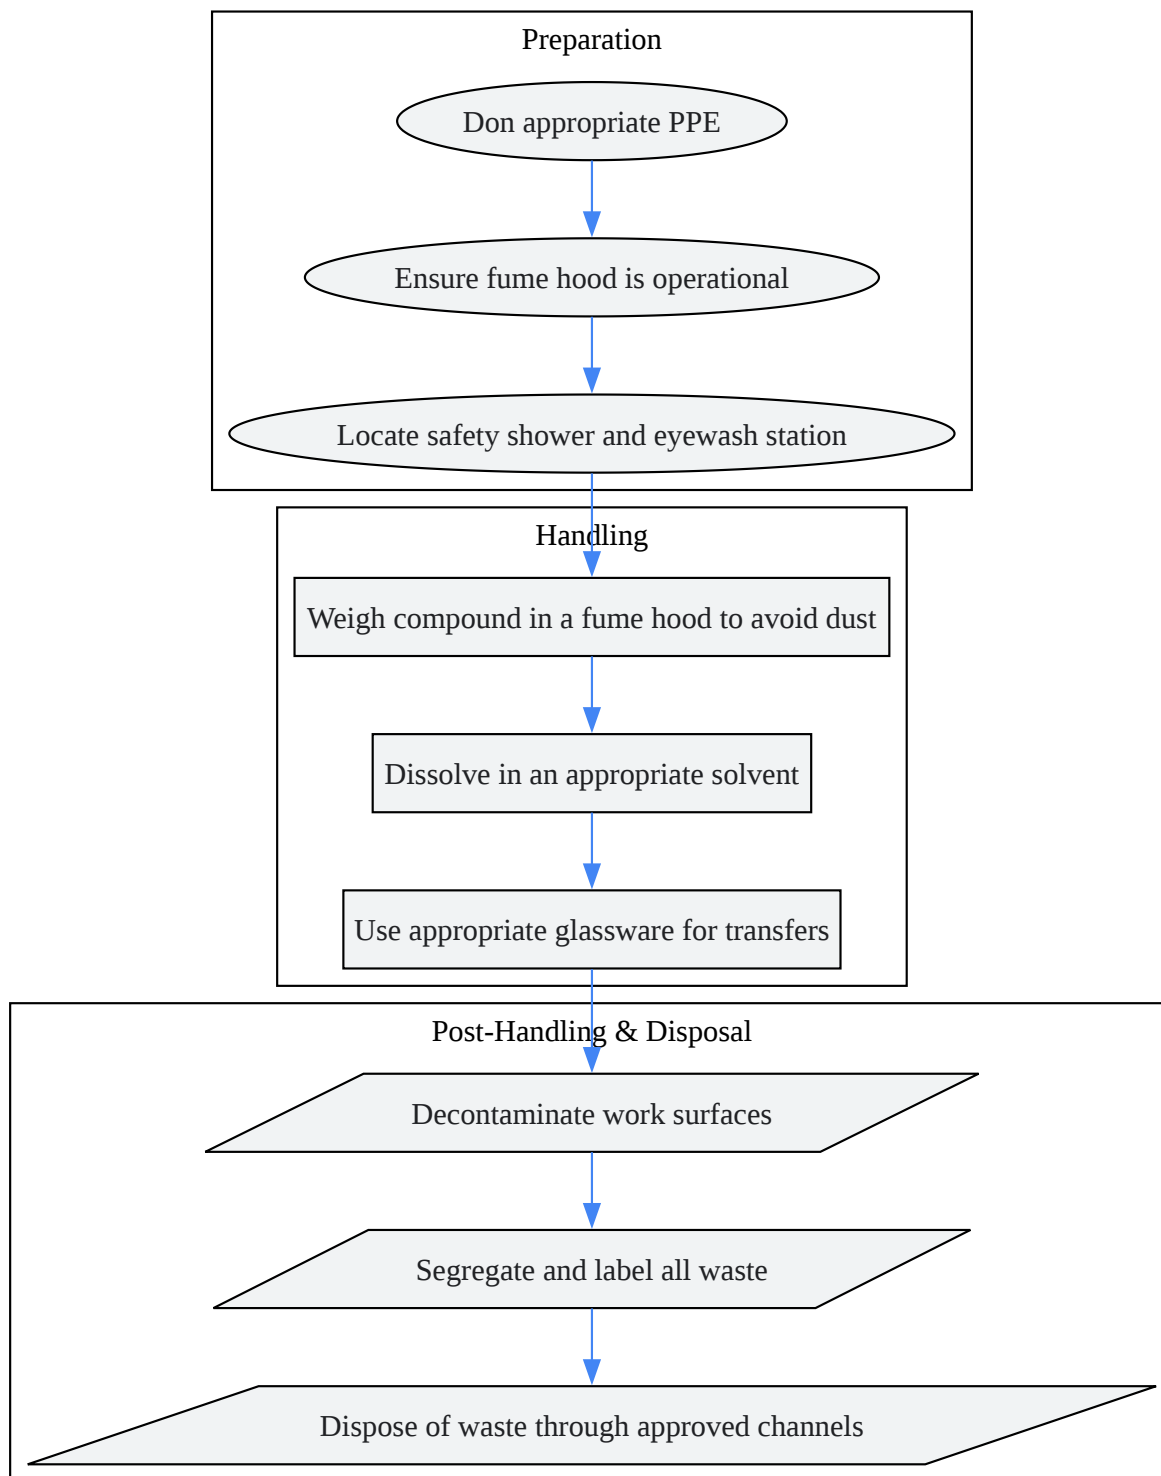 Preparation
Don appropriate PPE
Ensure fume hood is operational
Locate safety shower and eyewash station
Handling
Weigh compound in a fume hood to avoid dust
Dissolve in an appropriate solvent
Use appropriate glassware for transfers
Post-Handling & Disposal
Decontaminate work surfaces
Segregate and label all waste
Dispose of waste through approved channels